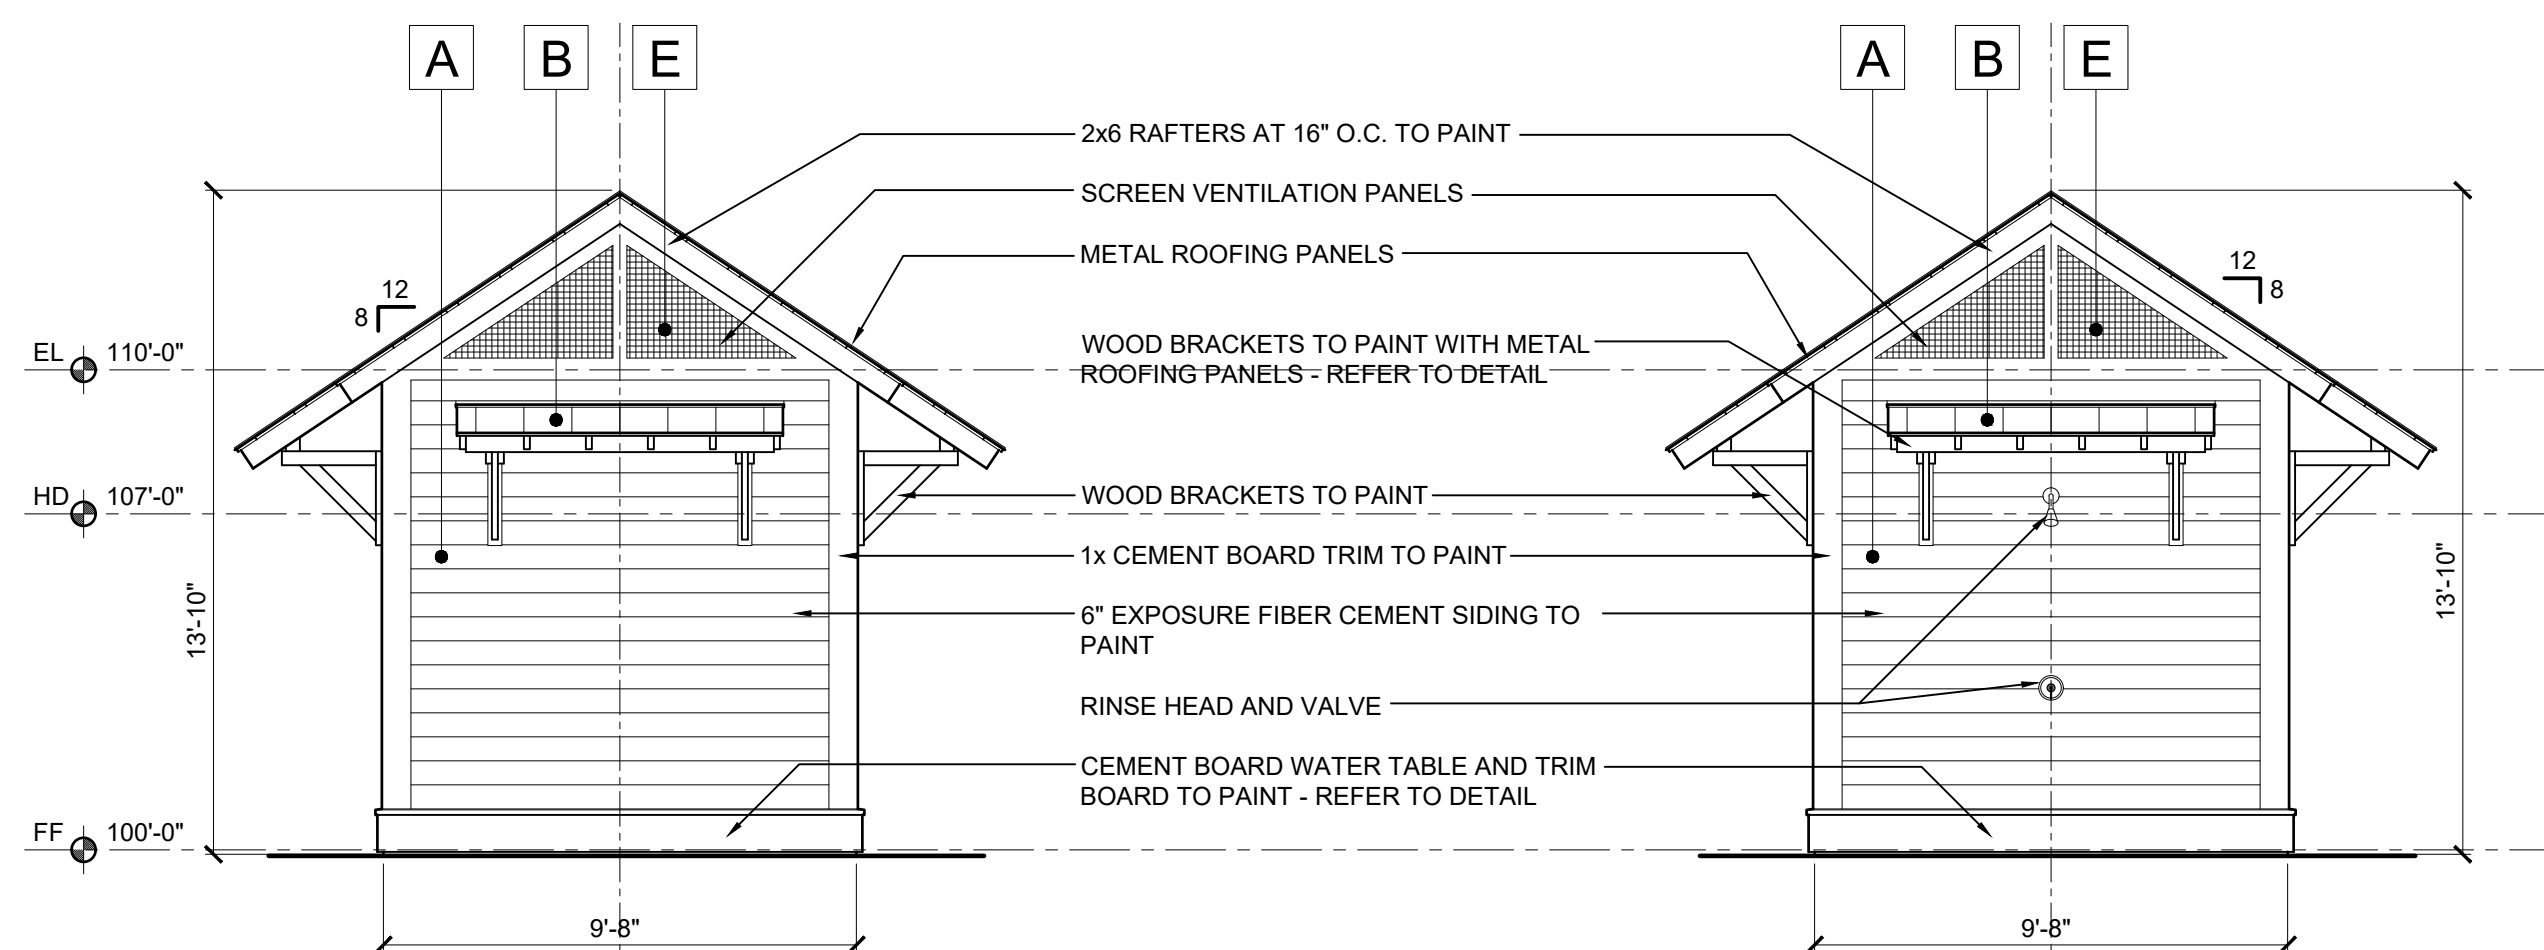 A B E
A B E
2x6 RAFTERS AT 16" O.C. TO PAINT
SCREEN VENTILATION PANELS
METAL ROOFING PANELS
12
8
12
8
WOOD BRACKETS TO PAINT WITH METAL
ROOFING PANELS - REFER TO DETAIL
EL 110'-0"
WOOD BRACKETS TO PAINT
HD 107'-0"
1x CEMENT BOARD TRIM TO PAINT
13'-10"
13'-10"
6" EXPOSURE FIBER CEMENT SIDING TO
PAINT
RINSE HEAD AND VALVE
CEMENT BOARD WATER TABLE AND TRIM
BOARD TO PAINT - REFER TO DETAIL
FF 100'-0"
9'-8"
9'-8"